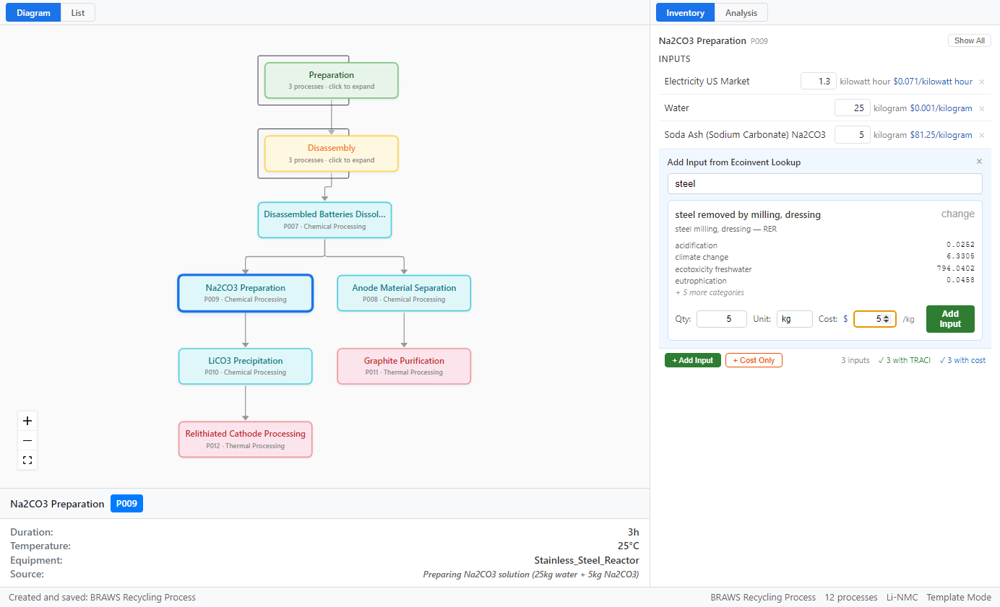 Diagram List
Preparation
3 processes · click to expand
Disassembly
3 processes · click to expand
Disassembled Batteries Dissol...
P007 · Chemical Processing
Na2CO3 Preparation
P009 · Chemical Processing
Anode Material Separation
P008 · Chemical Processing
LiCO3 Precipitation
P010 · Chemical Processing
Graphite Purification
P011 · Thermal Processing
Relithiated Cathode Processing
P012 · Thermal Processing
Na2CO3 Preparation P009
Duration: 3h
Temperature: 25°C
Equipment: Stainless_Steel_Reactor
Source: Preparing Na2CO3 solution (25kg water + 5kg Na2CO3)
Inventory Analysis
Na2CO3 Preparation P009 Show All
INPUTS
Electricity US Market 1.3 kilowatt hour $0.071/kilowatt hour ×
Water 25 kilogram $0.001/kilogram ×
Soda Ash (Sodium Carbonate) Na2CO3 5 kilogram $81.25/kilogram ×
Add Input from Ecoinvent Lookup ×
steel
steel removed by milling, dressing change
steel milling, dressing — RER
acidification 0.0252
climate change 6.3305
ecotoxicity freshwater 794.0402
eutrophication 0.0458
+ 5 more categories
Qty: 5 Unit: kg Cost: $ 5 /kg Add
Input
+ Add Input + Cost Only 3 inputs ✓ 3 with TRACI ✓ 3 with cost
Created and saved: BRAWS Recycling Process BRAWS Recycling Process 12 processes Li-NMC Template Mode